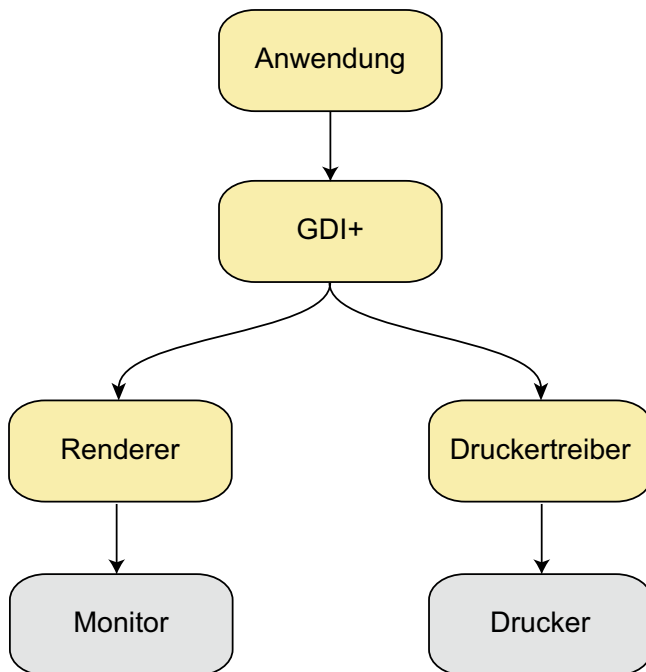 Anwendung
GDI+
Renderer
Druckertreiber
Monitor
Drucker